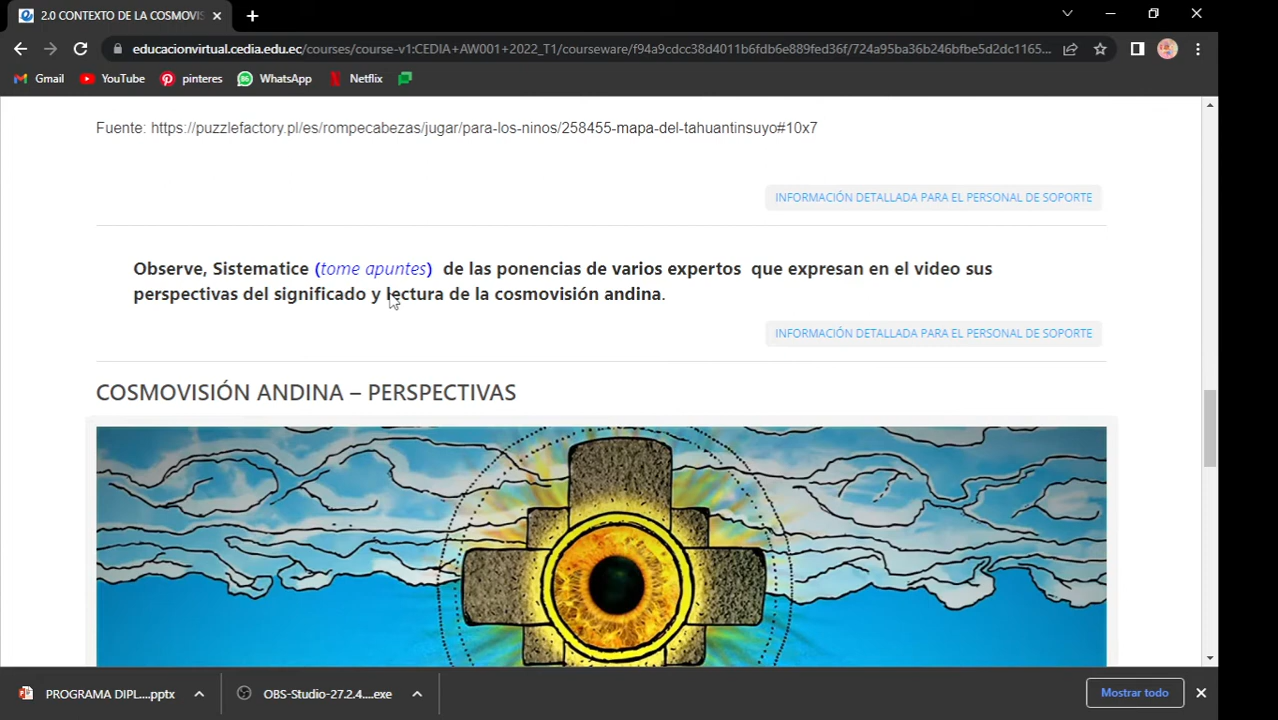 2.0 CONTEXTO DE LA COSMOVIS
educacionvirtual.cedia.edu.ec/courses/course-v1:CEDIA+AW001+2022_T1/courseware/f94a9cdcc38d4011b6fdb6e889fed36f/724a95ba36b246bfbe5d2dc1165...
Gmail YouTube pinteres WhatsApp Netflix
Fuente: https://puzzlefactory.pl/es/rompecabezas/jugar/para-los-ninos/258455-mapa-del-tahuantinsuyo#10x7
INFORMACIÓN DETALLADA PARA EL PERSONAL DE SOPORTE
Observe, Sistematice (tome apuntes) de las ponencias de varios expertos que expresan en el video sus
perspectivas del significado y lectura de la cosmovisión andina.
INFORMACIÓN DETALLADA PARA EL PERSONAL DE SOPORTE
COSMOVISIÓN ANDINA – PERSPECTIVAS
PROGRAMA DIPL....pptx OBS-Studio-27.2.4....exe Mostrar todo